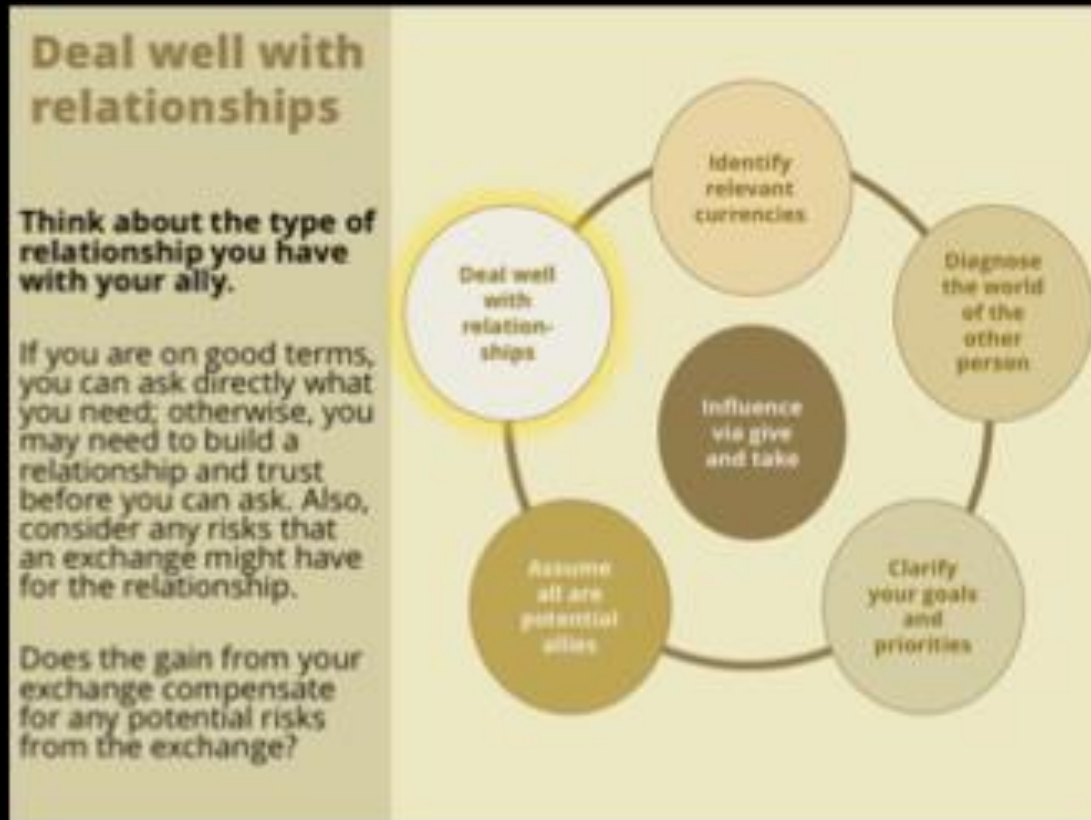 Deal well with
relationships
Think about the type of
relationship you have
with your ally.
If you are on good terms,
you can ask directly what
you need; otherwise, you
may need to build a
relationship and trust
before you can ask. Also,
consider any risks that
an exchange might have
for the relationship.
Does the gain from your
exchange compensate
for any potential risks
from the exchange?
Identify
relevant
currencies
Deal well
with
relation-
ships
Diagnose
the world
of the
other
person
Influence
via give
and take
Assume
all are
potential
allies
Clarify
your goals
and
priorities